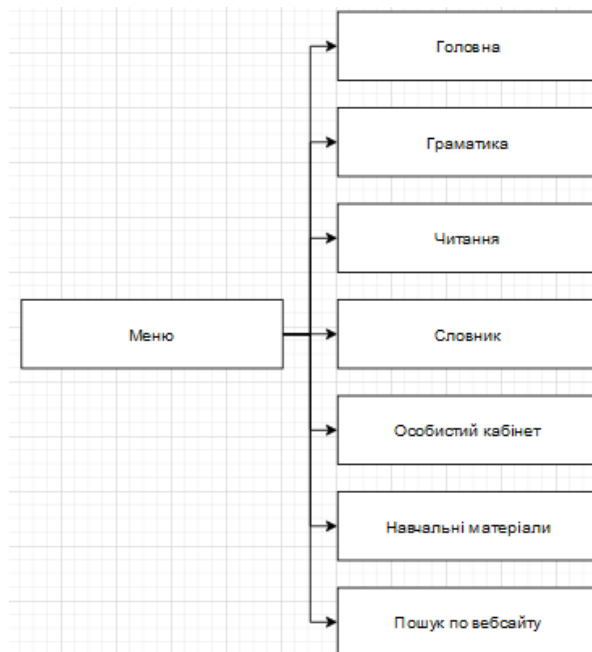 Головна
Граматика
Читання
Меню
Словник
Особистий кабінет
Навчальні матеріали
Пошук по вебсайту